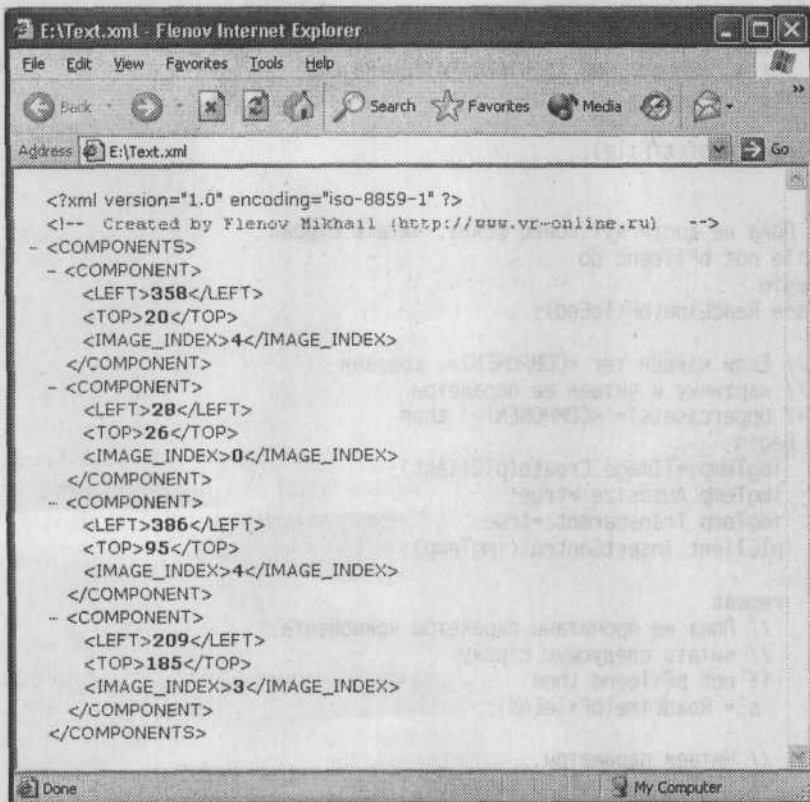 E:\Text.xml - Flenov Internet Explorer
File Edit View Favorites Tools Help
Back Search Favorites Media
Address E:\Text.xml Go
<?xml version="1.0" encoding="iso-8859-1" ?>
<!-- Created by Flenov Mikhail (http://www.vr-online.ru) -->
- <COMPONENTS>
- <COMPONENT>
<LEFT>358</LEFT>
<TOP>20</TOP>
<IMAGE_INDEX>4</IMAGE_INDEX>
</COMPONENT>
- <COMPONENT>
<LEFT>28</LEFT>
<TOP>26</TOP>
<IMAGE_INDEX>0</IMAGE_INDEX>
</COMPONENT>
- <COMPONENT>
<LEFT>386</LEFT>
<TOP>95</TOP>
<IMAGE_INDEX>4</IMAGE_INDEX>
</COMPONENT>
- <COMPONENT>
<LEFT>209</LEFT>
<TOP>185</TOP>
<IMAGE_INDEX>3</IMAGE_INDEX>
</COMPONENT>
</COMPONENTS>
Done My Computer